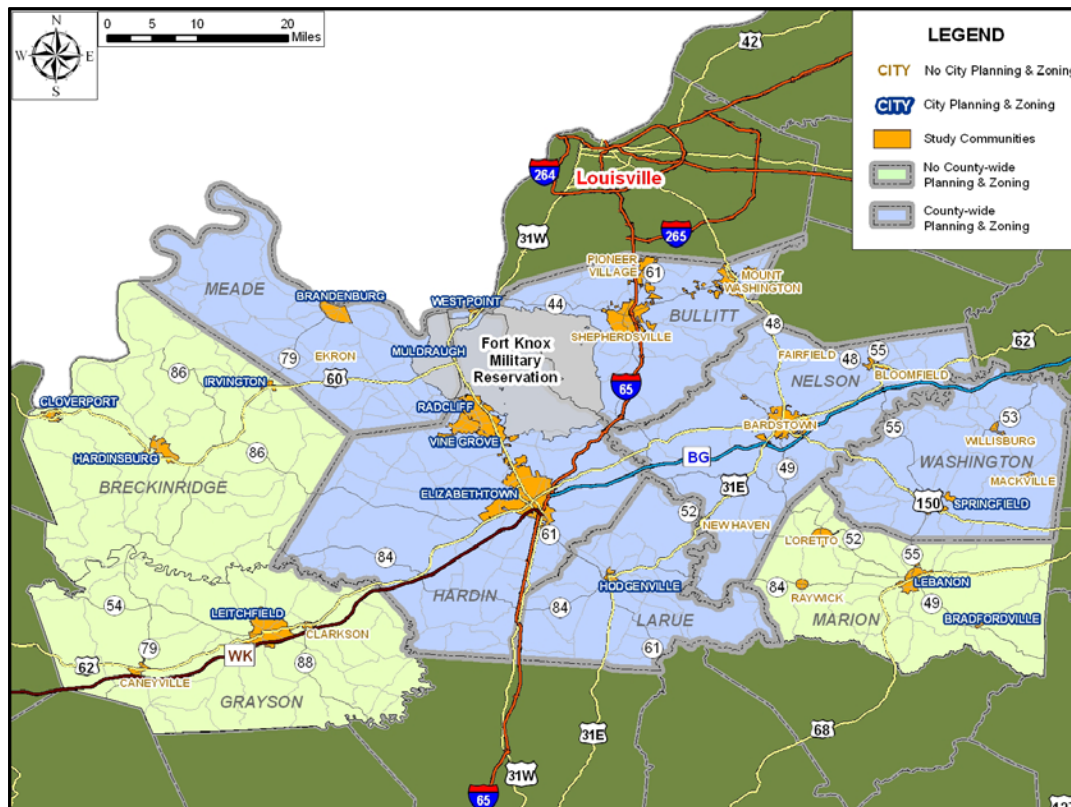 N
W
E
S
0
5
10
20
Miles
LEGEND
CITY No City Planning & Zoning
CITY City Planning & Zoning
Study Communities
No County-wide
Planning & Zoning
County-wide
Planning & Zoning
42
264
Louisville
31W
265
PIONEER
VILLAGE
61
MOUNT
WASHINGTON
MEADE
BRANDENBURG
WEST POINT
44
BULLITT
SHEPHERDSVILLE
48
Fort Knox
Military
Reservation
MULDRAUGH
79
EKRON
60
86
IRVINGTON
65
FAIRFIELD
48
55
62
BLOOMFIELD
NELSON
CLOVERPORT
RADCLIFF
VINE GROVE
HARDINSBURG
86
BRECKINRIDGE
BARDSTOWN
55
53
WILLISBURG
WASHINGTON
MACKVILLE
BG
49
31E
ELIZABETHTOWN
52
NEW HAVEN
150
SPRINGFIELD
61
LORETTO
52
84
HODGENVILLE
55
LEBANON
84
RAYWICK
49
MARION
BRADFORDVILLE
54
LEITCHFIELD
HARDIN
84
LARUE
61
CLARKSON
WK
62
79
88
CANEYVILLE
GRAYSON
31E
68
31W
65